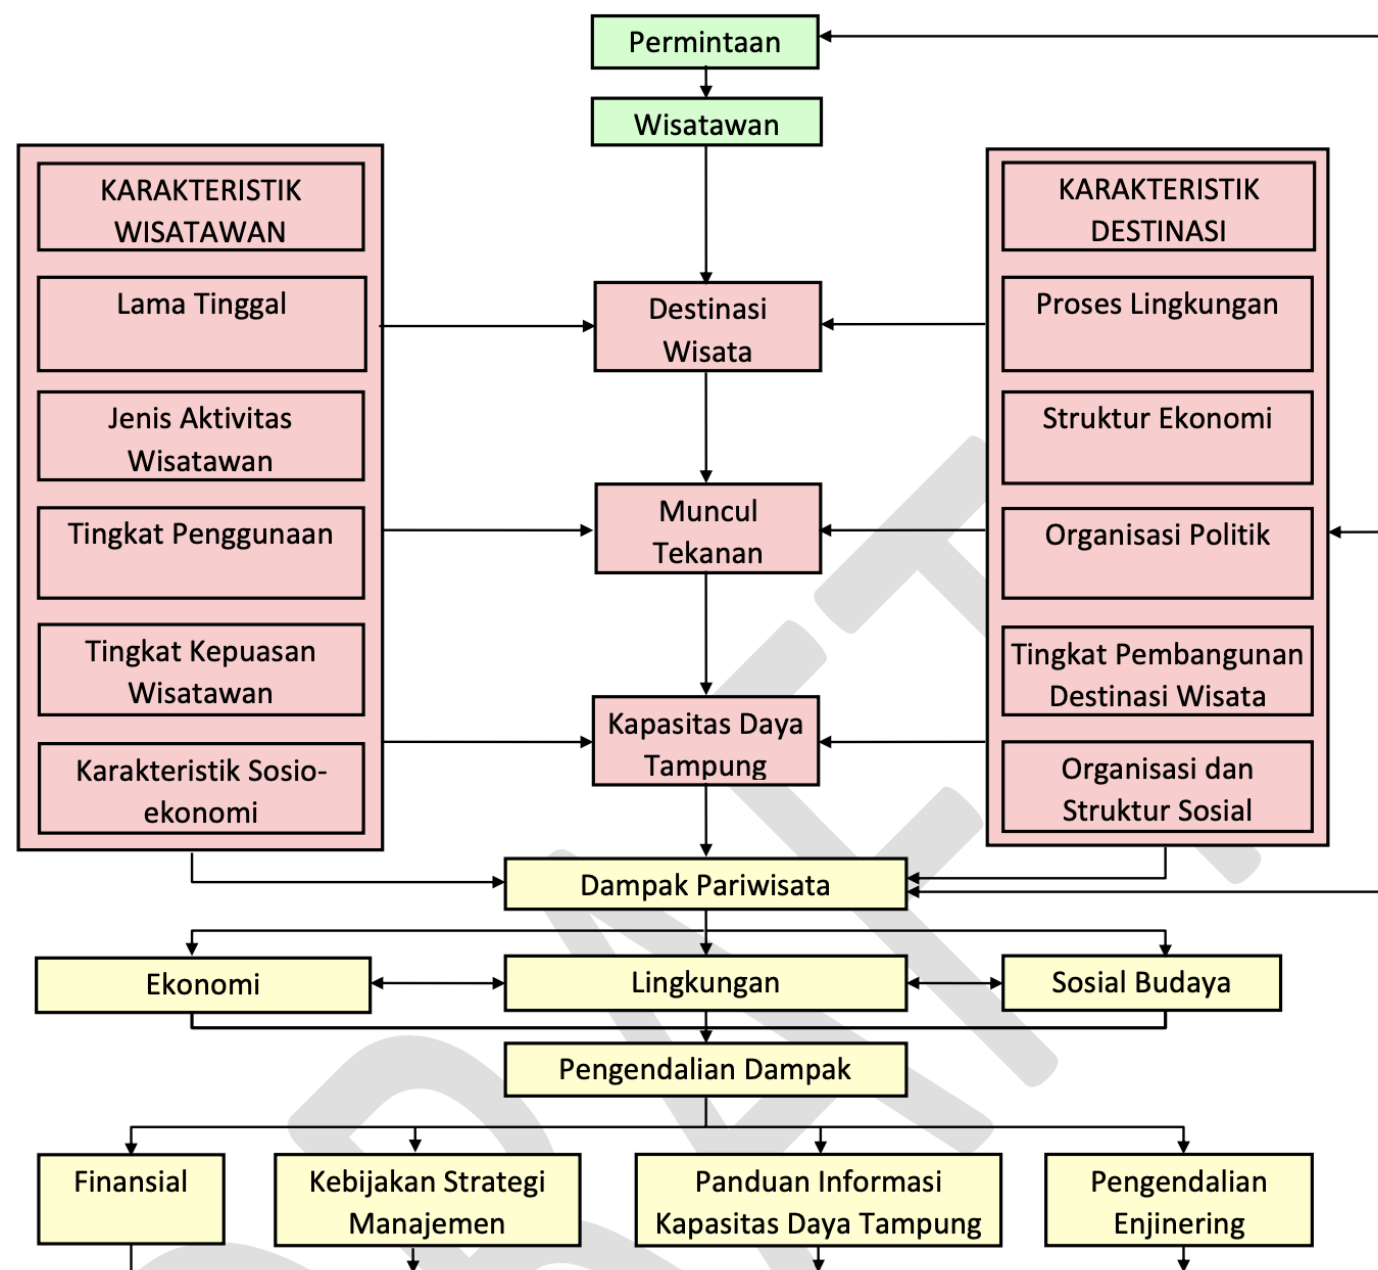 Permintaan
Wisatawan
KARAKTERISTIK
WISATAWAN
Lama Tinggal
Jenis Aktivitas
Wisatawan
Tingkat Penggunaan
Tingkat Kepuasan
Wisatawan
Karakteristik Sosio-
ekonomi
Destinasi
Wisata
Muncul
Tekanan
Kapasitas Daya
Tampung
KARAKTERISTIK
DESTINASI
Proses Lingkungan
Struktur Ekonomi
Organisasi Politik
Tingkat Pembangunan
Destinasi Wisata
Organisasi dan
Struktur Sosial
Dampak Pariwisata
Ekonomi
Lingkungan
Sosial Budaya
Pengendalian Dampak
Finansial
Kebijakan Strategi
Manajemen
Panduan Informasi
Kapasitas Daya Tampung
Pengendalian
Enjinering
DRAFT